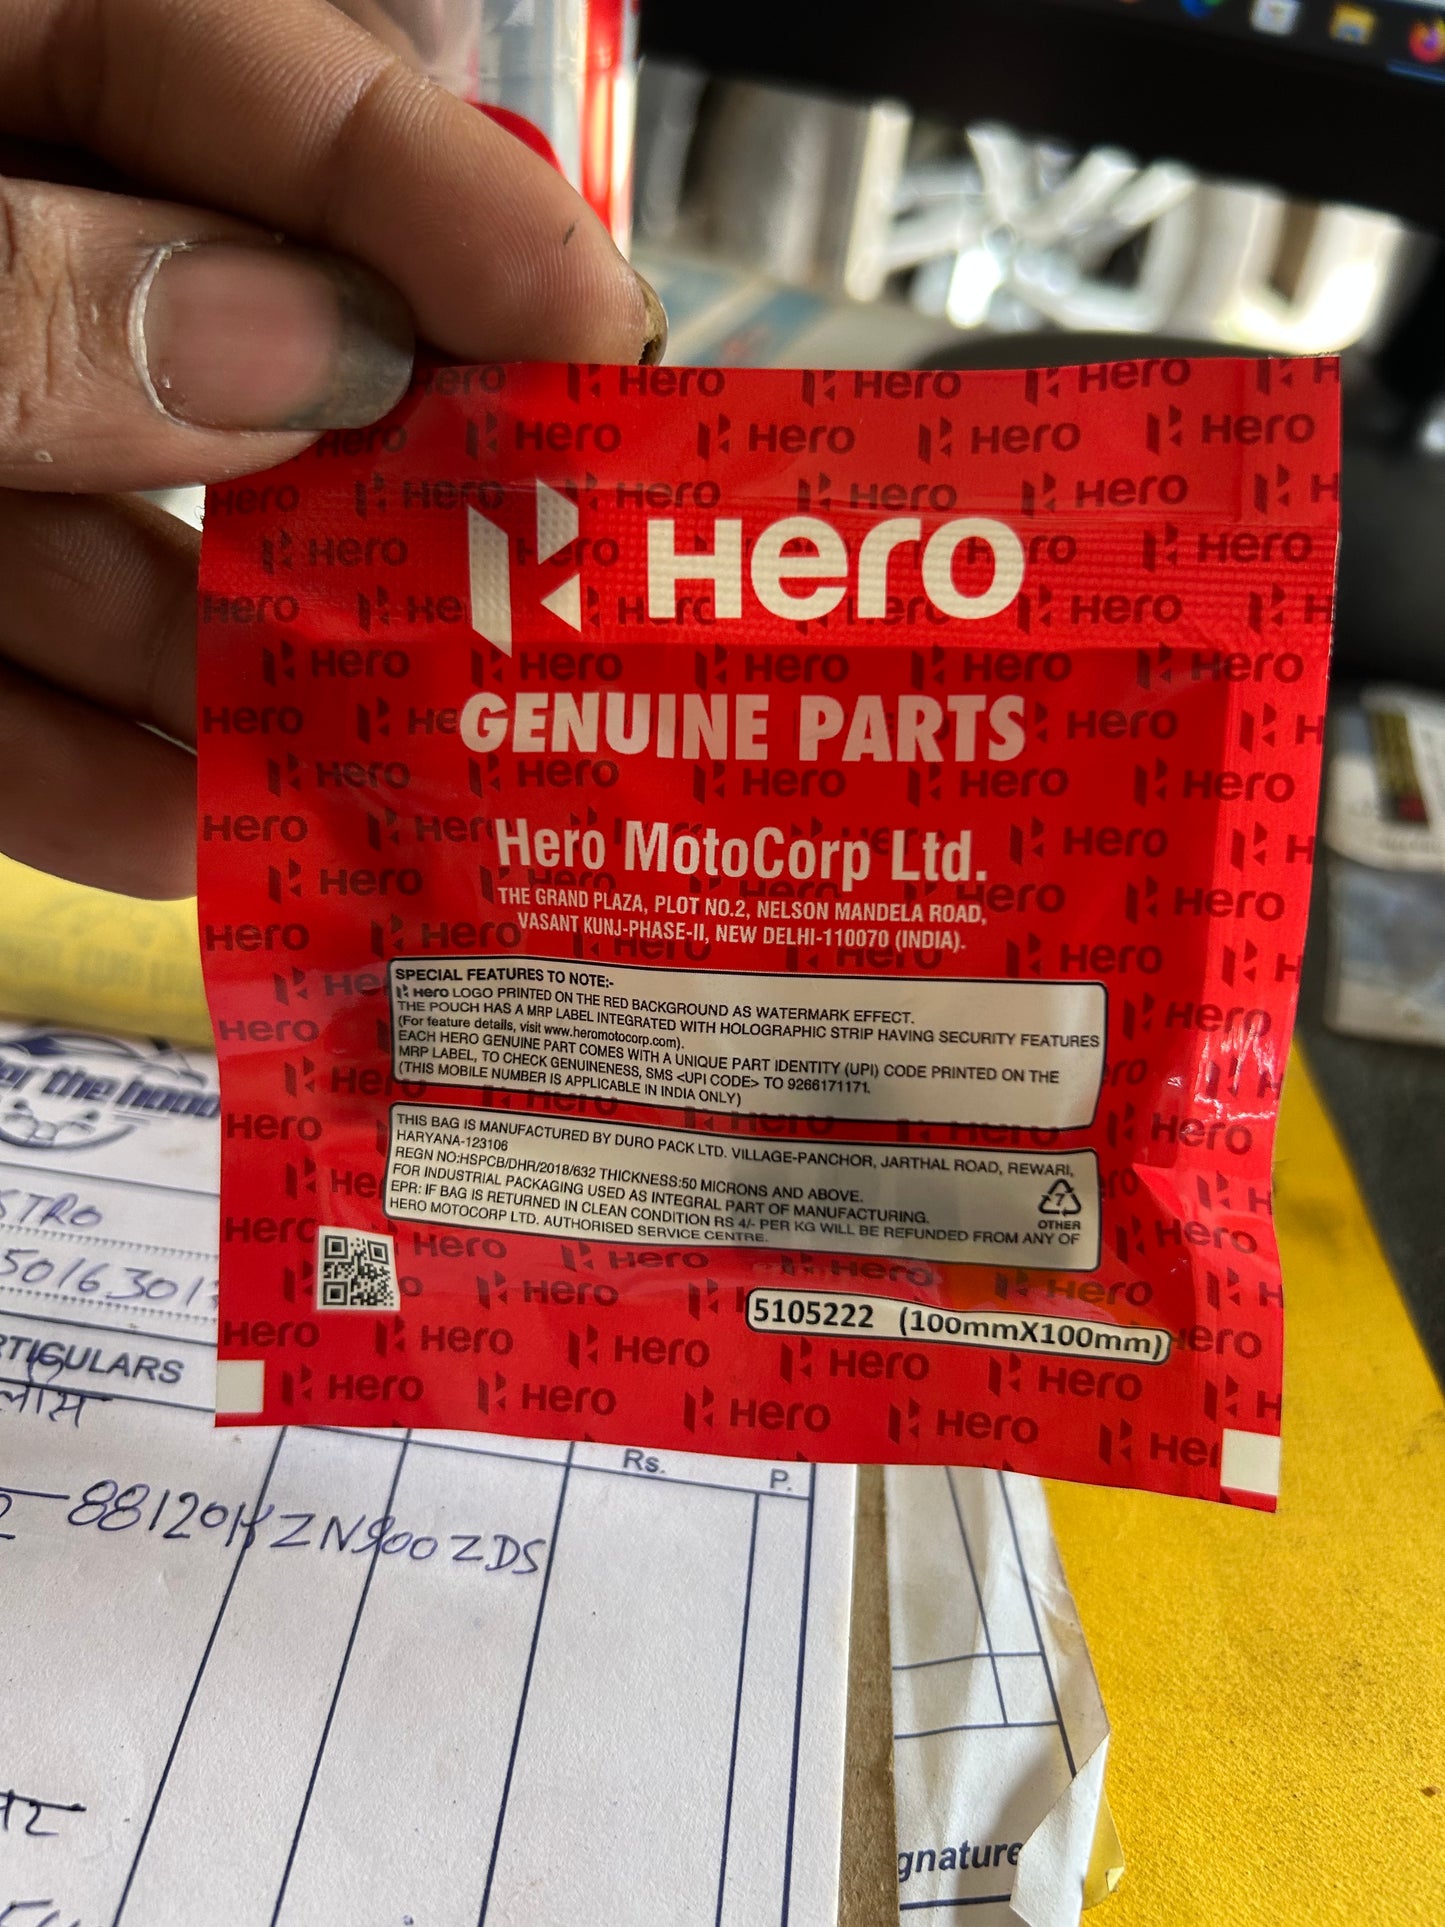 Hero
GENUINE PARTS
Hero MotoCorp Ltd.
THE GRAND PLAZA, PLOT NO.2, NELSON MANDELA ROAD,
VASANT KUNJ-PHASE-II, NEW DELHI-110070 (INDIA).
SPECIAL FEATURES TO NOTE:-
Hero LOGO PRINTED ON THE RED BACKGROUND AS WATERMARK EFFECT.
THE POUCH HAS A MRP LABEL INTEGRATED WITH HOLOGRAPHIC STRIP HAVING SECURITY FEATURES
(For feature details, visit www.heromotocorp.com).
EACH HERO GENUINE PART COMES WITH A UNIQUE PART IDENTITY (UPI) CODE PRINTED ON THE
MRP LABEL, TO CHECK GENUINENESS, SMS <UPI CODE> TO 9266171171.
(THIS MOBILE NUMBER IS APPLICABLE IN INDIA ONLY)
THIS BAG IS MANUFACTURED BY DURO PACK LTD. VILLAGE-PANCHOR, JARTHAL ROAD, REWARI,
HARYANA-123106
REGN NO:HSPCB/DHR/2018/632 THICKNESS:50 MICRONS AND ABOVE.
FOR INDUSTRIAL PACKAGING USED AS INTEGRAL PART OF MANUFACTURING.
EPR: IF BAG IS RETURNED IN CLEAN CONDITION RS 4/- PER KG WILL BE REFUNDED FROM ANY OF
HERO MOTOCORP LTD. AUTHORISED SERVICE CENTRE.
7
OTHER
5105222 (100mmX100mm)
er the hood
STRO
5016301
RTICULARS
Rs. P.
88120KZN900ZDS
gnature